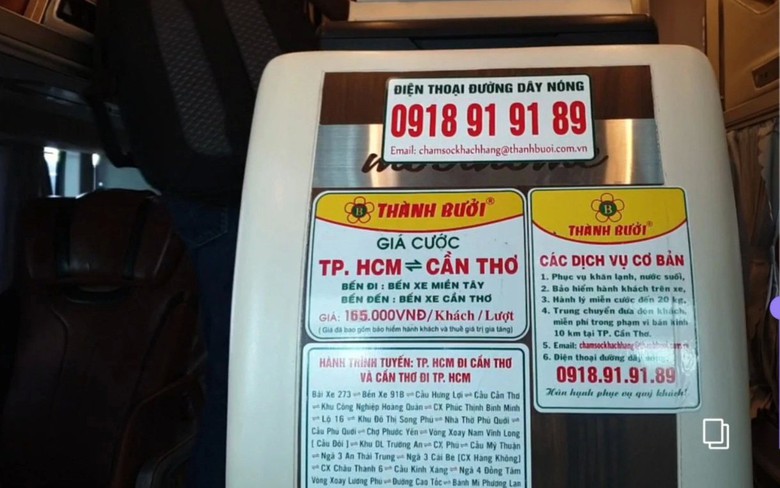 ĐIỆN THOẠI ĐƯỜNG DÂY NÓNG
0918 91 91 89
Email: chamsockhachhang@thanhbuoi.com.vn
THÀNH BƯỞI®
GIÁ CƯỚC
TP. HCM ⇌ CẦN THƠ
BẾN ĐI : BẾN XE MIỀN TÂY
BẾN ĐẾN : BẾN XE CẦN THƠ
GIÁ: 165.000VNĐ/Khách/Lượt
(Giá đã bao gồm bảo hiểm hành khách và thuế giá trị gia tăng)
HÀNH TRÌNH TUYẾN: TP. HCM ĐI CẦN THƠ
VÀ CẦN THƠ ĐI TP. HCM
Bãi Xe 273 ⇌ Bến Xe 91B ⇌ Cầu Hưng Lợi ⇌ Cầu Cần Thơ
⇌ Khu Công Nghiệp Hoàng Quân ⇌ CX Phúc Thịnh Bình Minh
⇌ Lộ 16 ⇌ Khu Đô Thị Song Phú ⇌ Nhà Thờ Phú Quới ⇌
Cầu Phú Quới ⇌ Chợ Phước Yên ⇌ Vòng Xoay Nam Vĩnh Long
[ Cầu Đôi ] ⇌ Khu DL Trường An ⇌ CX Phú ⇌ Cầu Mỹ Thuận
⇌ Ngã 3 An Thái Trung ⇌ Ngã 3 Cái Bè [CX Hàng Không]
⇌ CX Châu Thành 6 ⇌ Cầu Kinh Xáng ⇌ Ngã 4 Đồng Tâm
Vòng Xoay Lương Phú ⇌ Đường Cao Tốc ⇌ Bánh Mì Phương Lan
B
THÀNH BƯỞI®
CÁC DỊCH VỤ CƠ BẢN
1. Phục vụ khăn lạnh, nước suối,
2. Bảo hiểm hành khách trên xe,
3. Hành lý miễn cước đến 20 kg,
4. Trung chuyển đưa đón khách,
miễn phí trong phạm vi bán kính
10 km tại TP. Cần Thơ.
5. Email: chamsockhachhang@thanhbuoi.com.vn
6. Điện thoại đường dây nóng:
0918.91.91.89
Hân hạnh phục vụ quý khách!